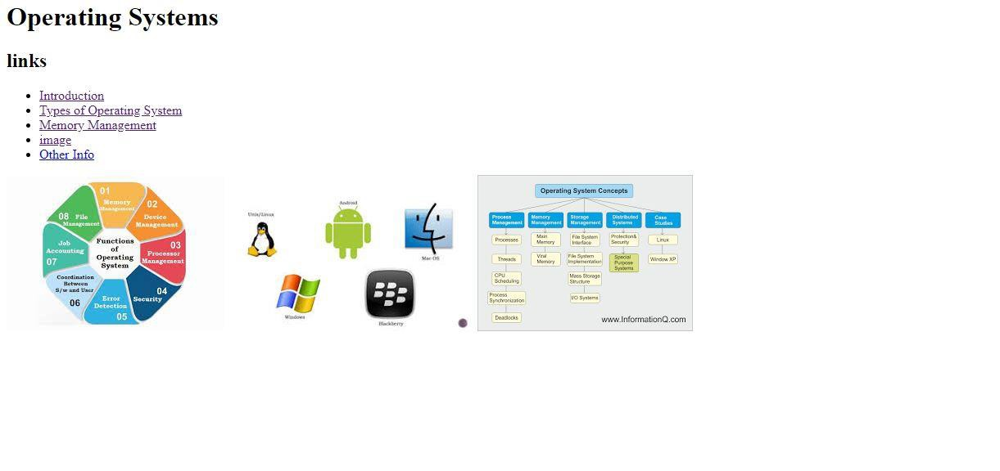 Operating Systems
links
Introduction
Types of Operating System
Memory Management
image
Other Info
01
Memory
Management
02
Device
Management
03
Processor
Management
04
Security
Error
Detection
05
Coordination
Between
S/w and User
06
Job
Accounting
07
08 File
Management
Functions
of
Operating
System
Unix/Linux
Android
Mac OS
Windows
Blackberry
Operating System Concepts
Process
Management
Memory
Management
Storage
Management
Distributed
Systems
Case
Studies
Processes
Threads
CPU
Scheduling
Process
Synchronization
Deadlocks
Main
Memory
Viral
Memory
File System
Interface
File System
Implementation
Mass Storage
Structure
I/O Systems
Protection&
Security
Special
Purpose
Systems
Linux
Window XP
www.InformationQ.com